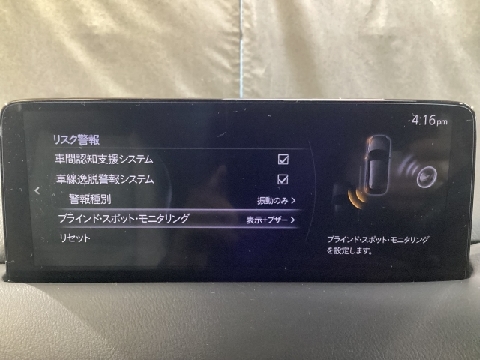 4:15pm
リスク警報
車間認知支援システム
車線逸脱警報システム
警報種別 振動のみ
ブラインド・スポット・モニタリング 表示+ブザー
リセット
ブラインド・スポット・モニタリング
を設定します。